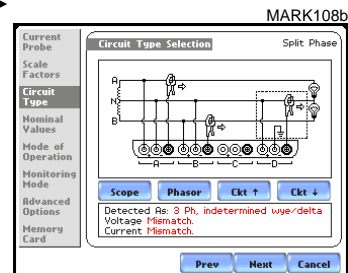 MARK108b
Current
Probe
Scale
Factors
Circuit
Type
Nominal
Values
Mode of
Operation
Monitoring
Mode
Advanced
Options
Memory
Card
Circuit Type Selection
Split Phase
A
N
B
A
B
C
D
Scope
Phasor
Ckt ↑
Ckt ↓
Detected As: 3 Ph, indetermined wye/delta
Voltage Mismatch.
Current Mismatch.
Prev
Next
Cancel